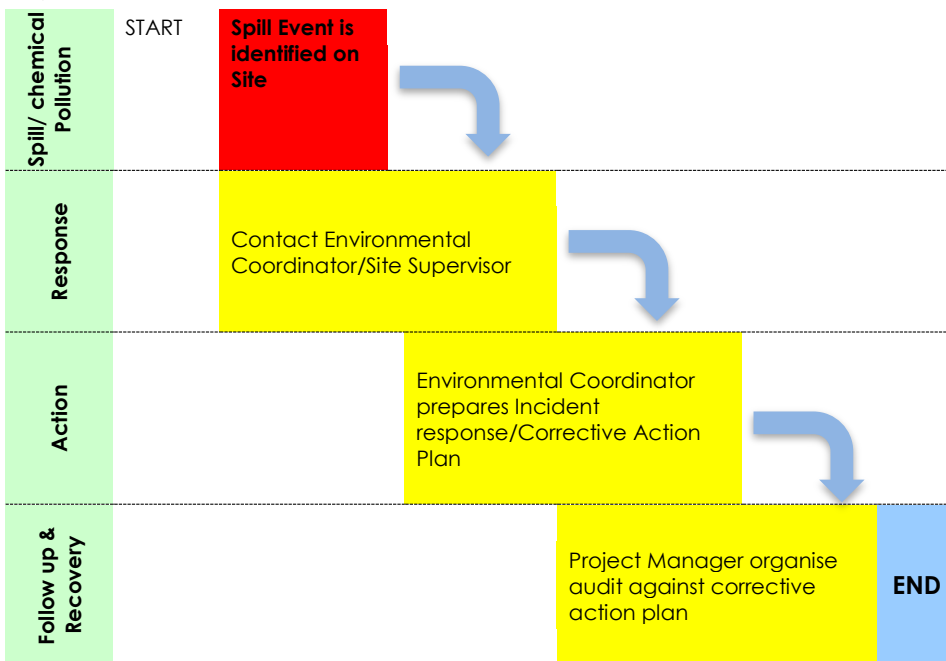 Spill/ chemical
Pollution
START
Spill Event is
identified on
Site
Response
Contact Environmental
Coordinator/Site Supervisor
Action
Environmental Coordinator
prepares Incident
response/Corrective Action
Plan
Follow up &
Recovery
Project Manager organise
audit against corrective
action plan
END